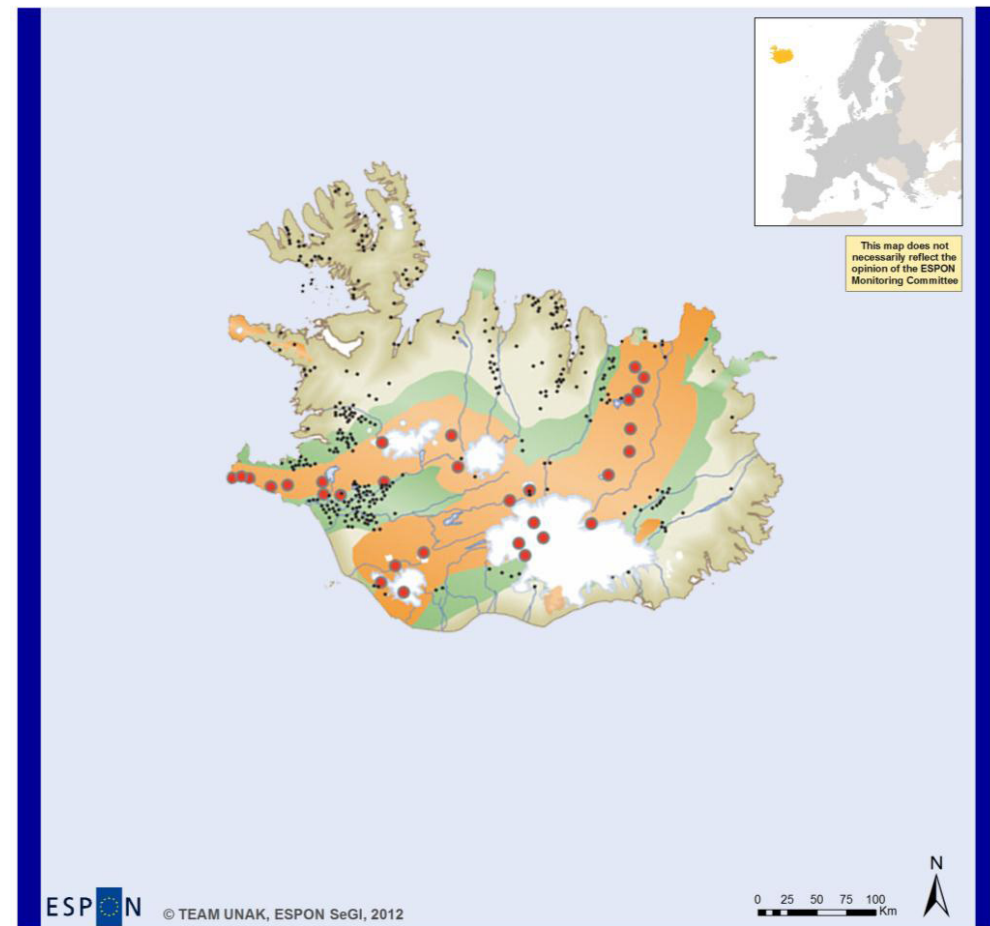 This map does not
necessarily reflect the
opinion of the ESPON
Monitoring Committee
N
0 25 50 75 100
Km
ESPON
© TEAM UNAK, ESPON SeGI, 2012